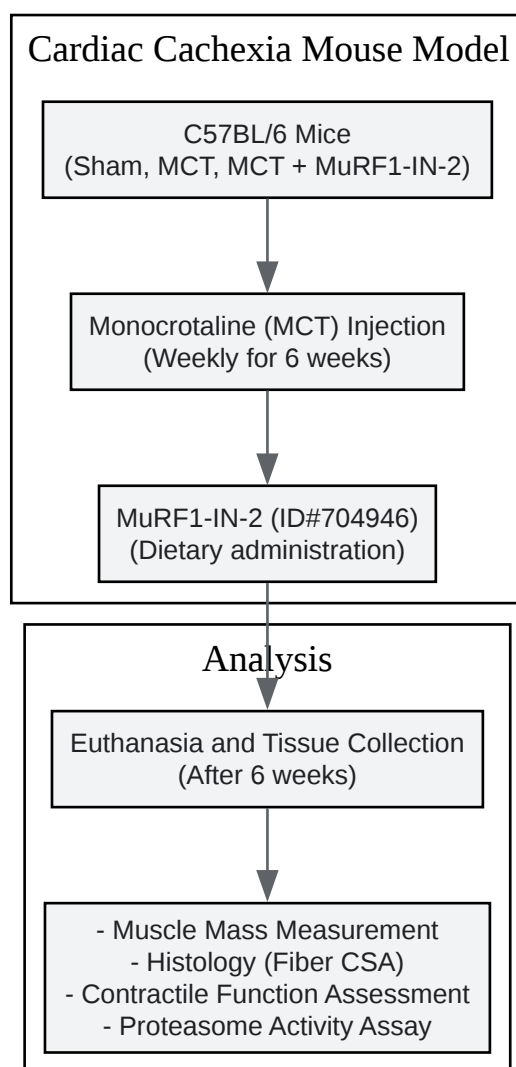 Cardiac Cachexia Mouse Model
C57BL/6 Mice
(Sham, MCT, MCT + MuRF1-IN-2)
Monocrotaline (MCT) Injection
(Weekly for 6 weeks)
MuRF1-IN-2 (ID#704946)
(Dietary administration)
Analysis
Euthanasia and Tissue Collection
(After 6 weeks)
- Muscle Mass Measurement
- Histology (Fiber CSA)
- Contractile Function Assessment
- Proteasome Activity Assay